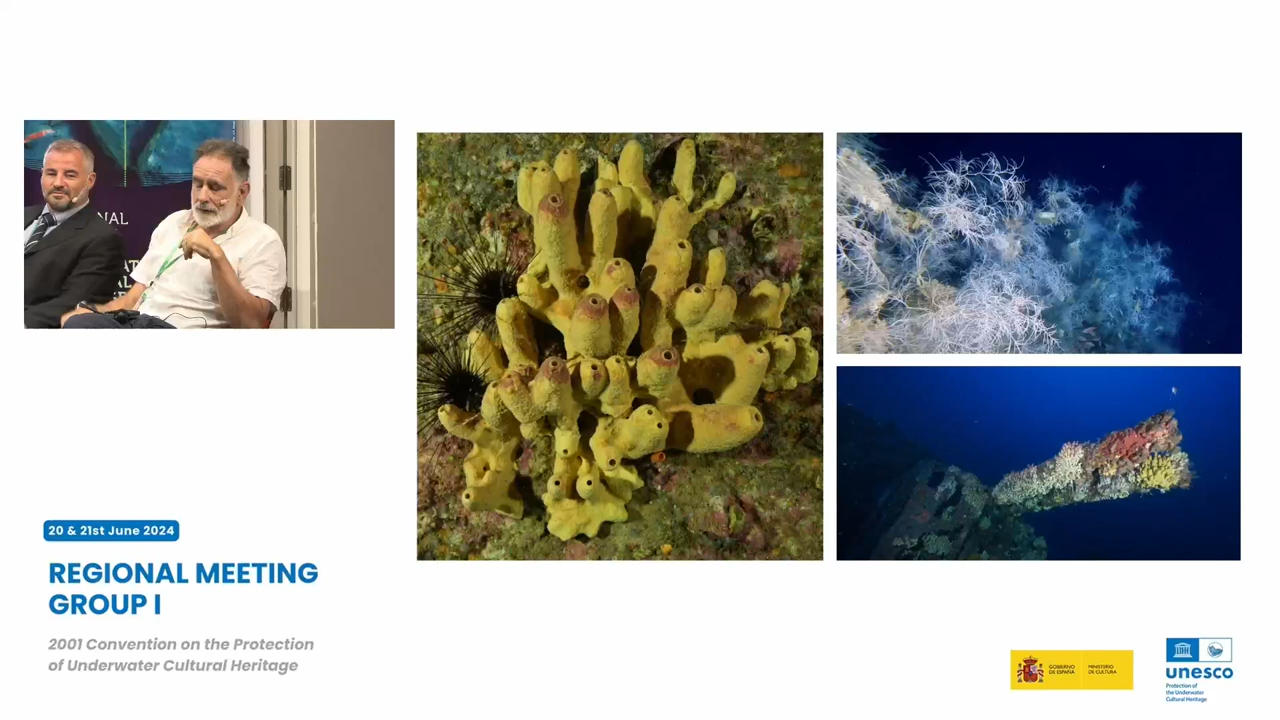 NAL
20 & 21st June 2024
REGIONAL MEETING
GROUP I
2001 Convention on the Protection
of Underwater Cultural Heritage
GOBIERNO
DE ESPAÑA
MINISTERIO
DE CULTURA
unesco
Protection of
the Underwater
Cultural Heritage